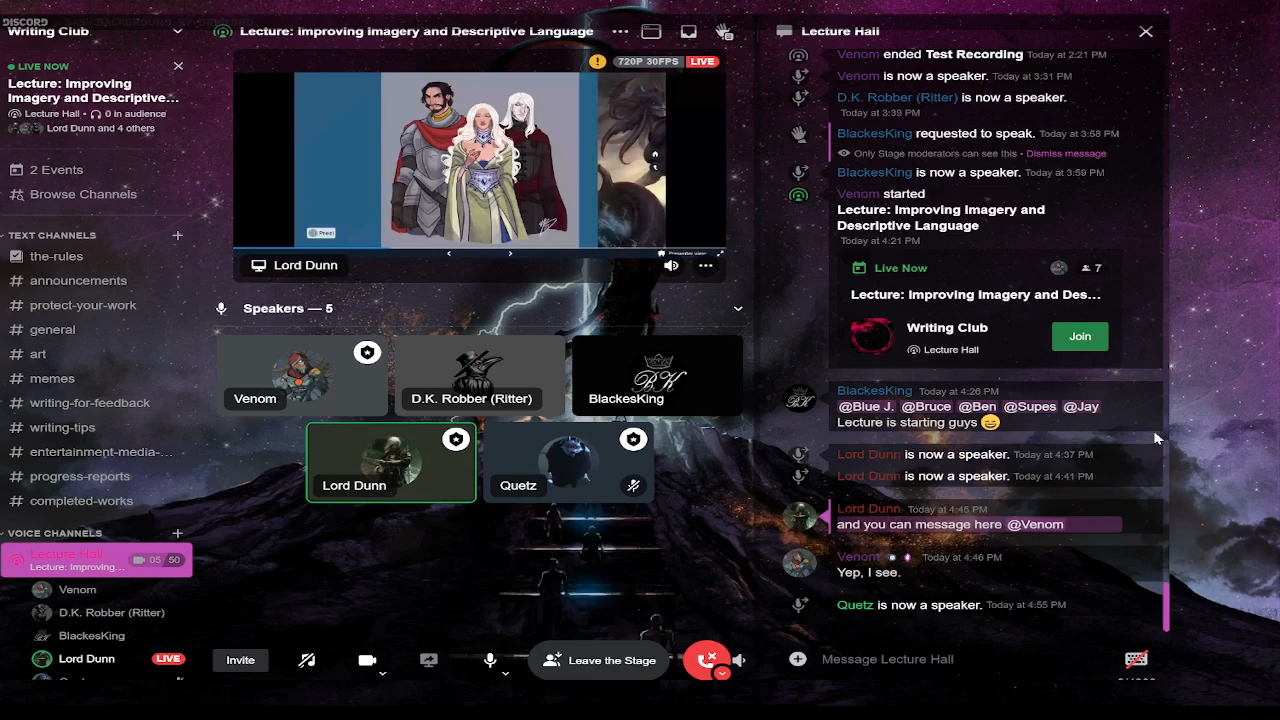 DISCORD
Writing Club
LIVE NOW
Lecture: Improving
Imagery and Descriptive...
Lecture Hall - 0 in audience
Lord Dunn and 4 others
2 Events
Browse Channels
TEXT CHANNELS
the-rules
announcements
protect-your-work
general
art
memes
writing-for-feedback
writing-tips
entertainment-media-...
progress-reports
completed-works
VOICE CHANNELS
Lecture Hall
Lecture: Improving...
05 50
Venom
D.K. Robber (Ritter)
BlackesKing
Lord Dunn LIVE
Lecture: improving imagery and Descriptive Language
720P 30FPS LIVE
Lord Dunn
Speakers — 5
Venom
D.K. Robber (Ritter)
BK
BlackesKing
Lord Dunn
Quetz
Invite
Leave the Stage
Lecture Hall
Venom ended Test Recording Today at 2:21 PM
Venom is now a speaker. Today at 3:31 PM
D.K. Robber (Ritter) is now a speaker.
Today at 3:39 PM
BlackesKing requested to speak. Today at 3:58 PM
Only Stage moderators can see this - Dismiss message
BlackesKing is now a speaker. Today at 3:59 PM
Venom started
Lecture: Improving Imagery and
Descriptive Language
Today at 4:21 PM
Live Now 7
Lecture: Improving Imagery and Des...
Writing Club
Lecture Hall
Join
BlackesKing Today at 4:26 PM
@Blue J. @Bruce @Ben @Supes @Jay
Lecture is starting guys 😄
Lord Dunn is now a speaker. Today at 4:37 PM
Lord Dunn is now a speaker. Today at 4:41 PM
Lord Dunn Today at 4:45 PM
and you can message here @Venom
Venom Today at 4:46 PM
Yep, I see.
Quetz is now a speaker. Today at 4:55 PM
Message Lecture Hall